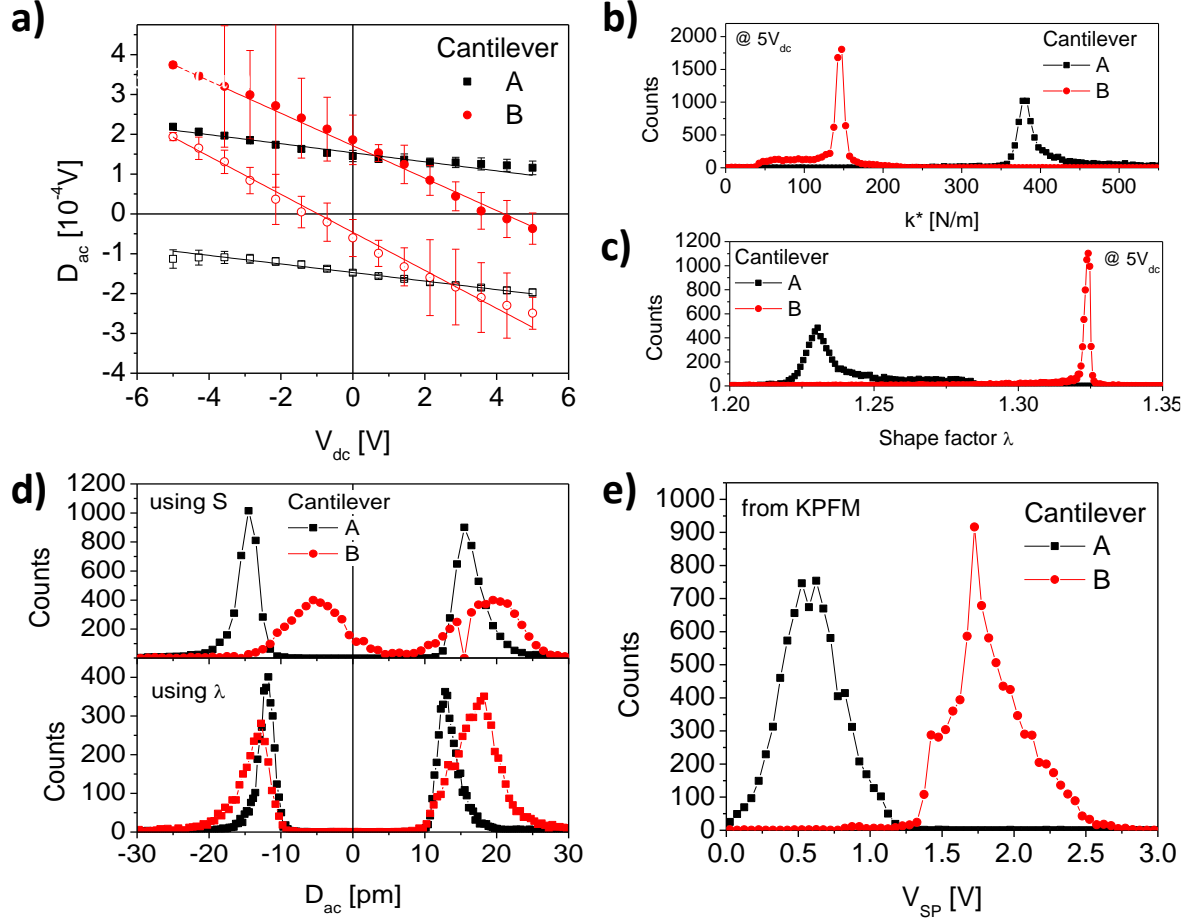 a)
Cantilever
A
B
4
3
2
1
0
-1
-2
-3
-4
D_ac [10^-4 V]
-6 -4 -2 0 2 4 6
V_dc [V]
b)
@ 5V_dc
Cantilever
A
B
2000
1500
1000
500
0
Counts
0 100 200 300 400 500
k* [N/m]
c)
Cantilever
A
B
@ 5V_dc
1200
1000
800
600
400
200
0
Counts
1.20 1.25 1.30 1.35
Shape factor λ
d)
using S
Cantilever
A
B
1200
1000
800
600
400
200
Counts
using λ
400
300
200
100
0
Counts
-30 -20 -10 0 10 20 30
D_ac [pm]
e)
from KPFM
Cantilever
A
B
1000
900
800
700
600
500
400
300
200
100
0
Counts
0.0 0.5 1.0 1.5 2.0 2.5 3.0
V_SP [V]